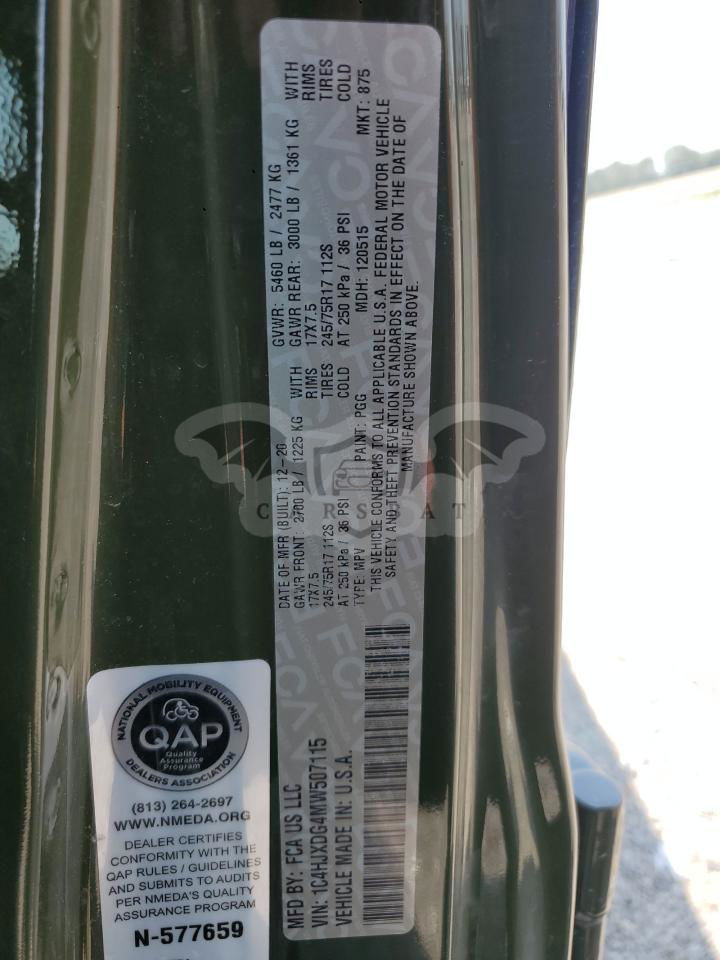 MFD BY: FCA US LLC
DATE OF MFR (BUILT): 12-20
GVWR: 5460 LB / 2477 KG
GAWR FRONT: 2700 LB / 1225 KG WITH
GAWR REAR: 3000 LB / 1361 KG WITH
17X7.5 RIMS
17X7.5 RIMS
245/75R17 112S TIRES
245/75R17 112S TIRES
AT 250 kPa / 36 PSI COLD
AT 250 kPa / 36 PSI COLD
VIN: 1C4HJXDG4MW507115
TYPE: MPV
PAINT: PGG
MDH: 120515
MKT: 875
VEHICLE MADE IN: U.S.A.
THIS VEHICLE CONFORMS TO ALL APPLICABLE U.S.A. FEDERAL MOTOR VEHICLE
SAFETY AND THEFT PREVENTION STANDARDS IN EFFECT ON THE DATE OF
MANUFACTURE SHOWN ABOVE.
CARSBAT
NATIONAL MOBILITY EQUIPMENT
QAP
Quality
Assurance
Program
DEALERS ASSOCIATION
(813) 264-2697
WWW.NMEDA.ORG
DEALER CERTIFIES
CONFORMITY WITH THE
QAP RULES / GUIDELINES
AND SUBMITS TO AUDITS
PER NMEDA'S QUALITY
ASSURANCE PROGRAM
N-577659